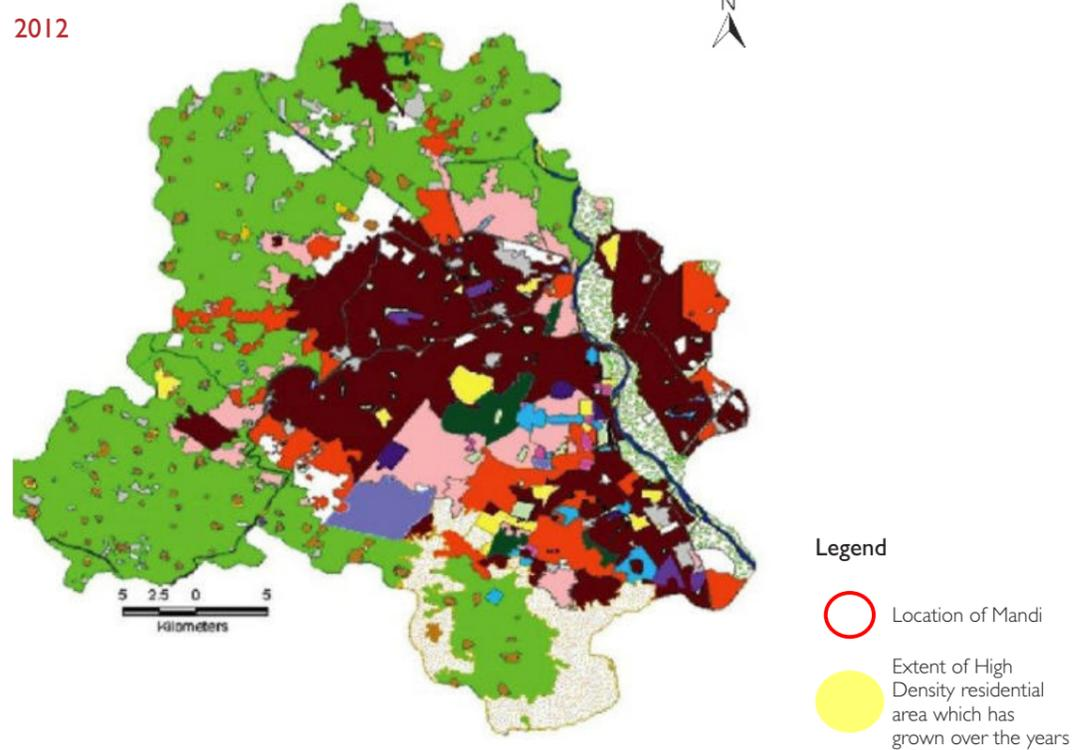 2012
N
5 2.5 0 5
Kilometers
Legend
Location of Mandi
Extent of High
Density residential
area which has
grown over the years